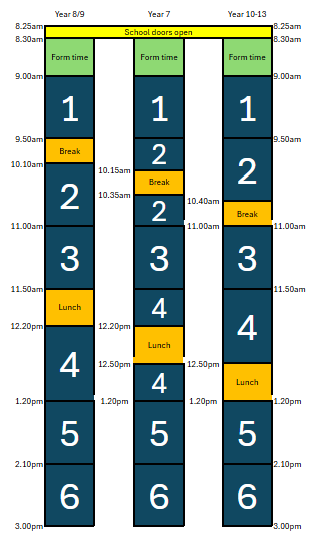 Year 8/9 Year 7 Year 10-13
8.25am 8.25am
School doors open
8.30am 8.30am
Form time Form time Form time
9.00am 9.00am
1 1 1
9.50am 9.50am
Break 2 2
10.10am
10.15am
Break
2
10.35am
2
10.40am
Break
11.00am 11.00am 11.00am
3 3 3
11.50am 11.50am
Lunch 4 4
12.20pm 12.20pm
4 Lunch
12.50pm 12.50pm
4 Lunch
1.20pm 1.20pm 1.20pm 1.20pm
5 5 5
2.10pm 2.10pm
6 6 6
3.00pm 3.00pm